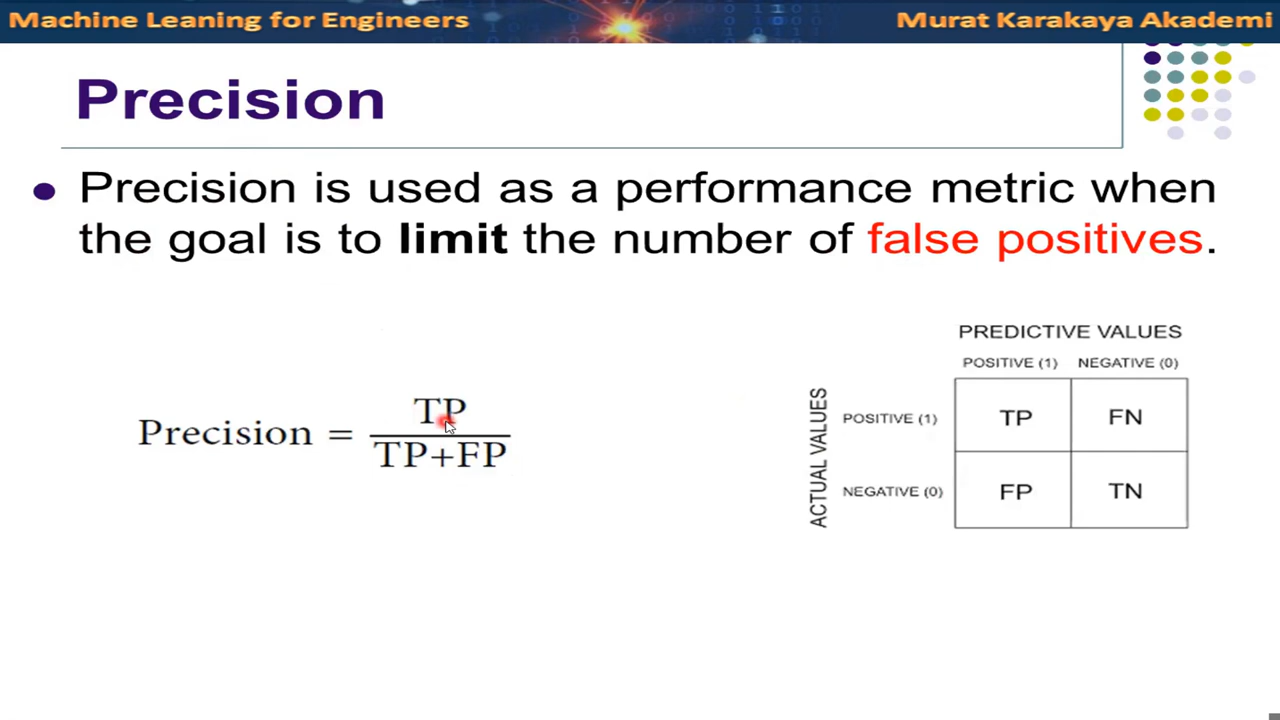 Machine Leaning for Engineers
Murat Karakaya Akademi
Precision
Precision is used as a performance metric when
the goal is to limit the number of false positives.
Precision = TP / TP+FP
PREDICTIVE VALUES
POSITIVE (1) NEGATIVE (0)
ACTUAL VALUES
POSITIVE (1) TP FN
NEGATIVE (0) FP TN